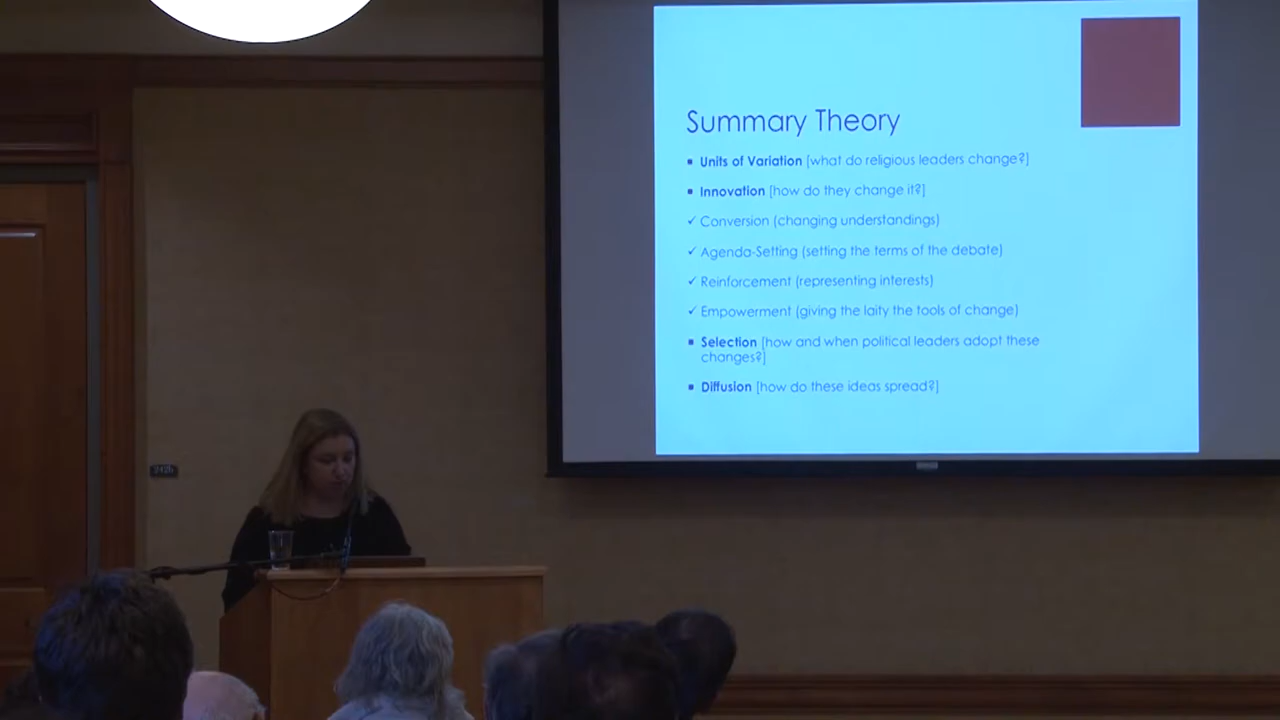 Summary Theory
▪ Units of Variation [what do religious leaders change?]
▪ Innovation [how do they change it?]
✓ Conversion (changing understandings)
✓ Agenda-Setting (setting the terms of the debate)
✓ Reinforcement (representing interests)
✓ Empowerment (giving the laity the tools of change)
▪ Selection [how and when political leaders adopt these
changes?]
▪ Diffusion [how do these ideas spread?]